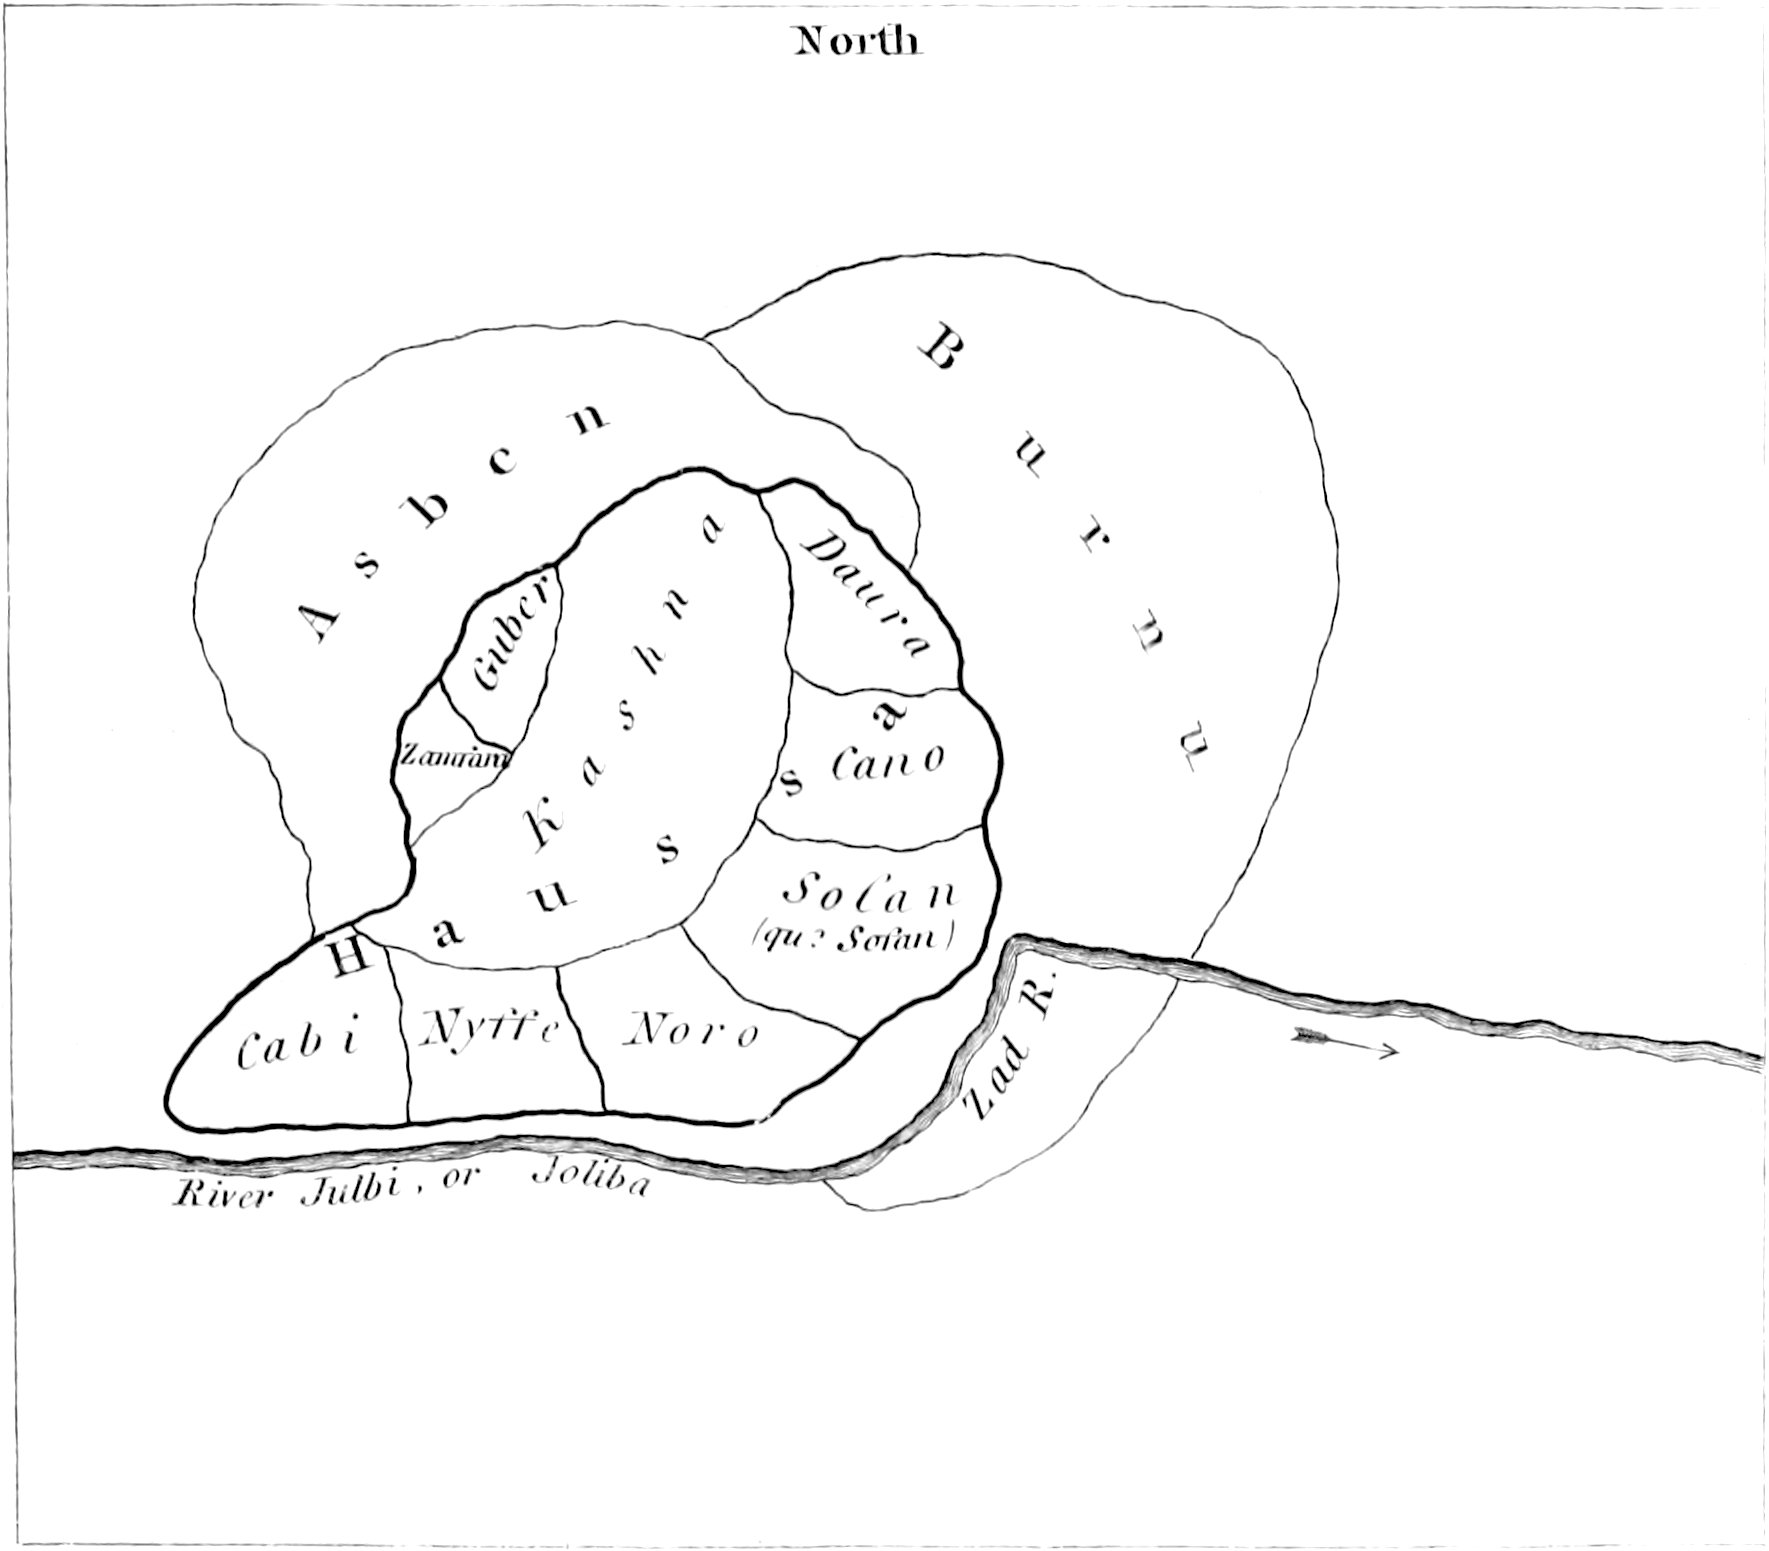 North
Burnu
Asben
Kashna
Daura
Guber
Zamfara
Haussa
Cano
Solan
(qu? Sofan)
Cabi
Nyffe
Noro
Zad R.
River Julbi, or Joliba